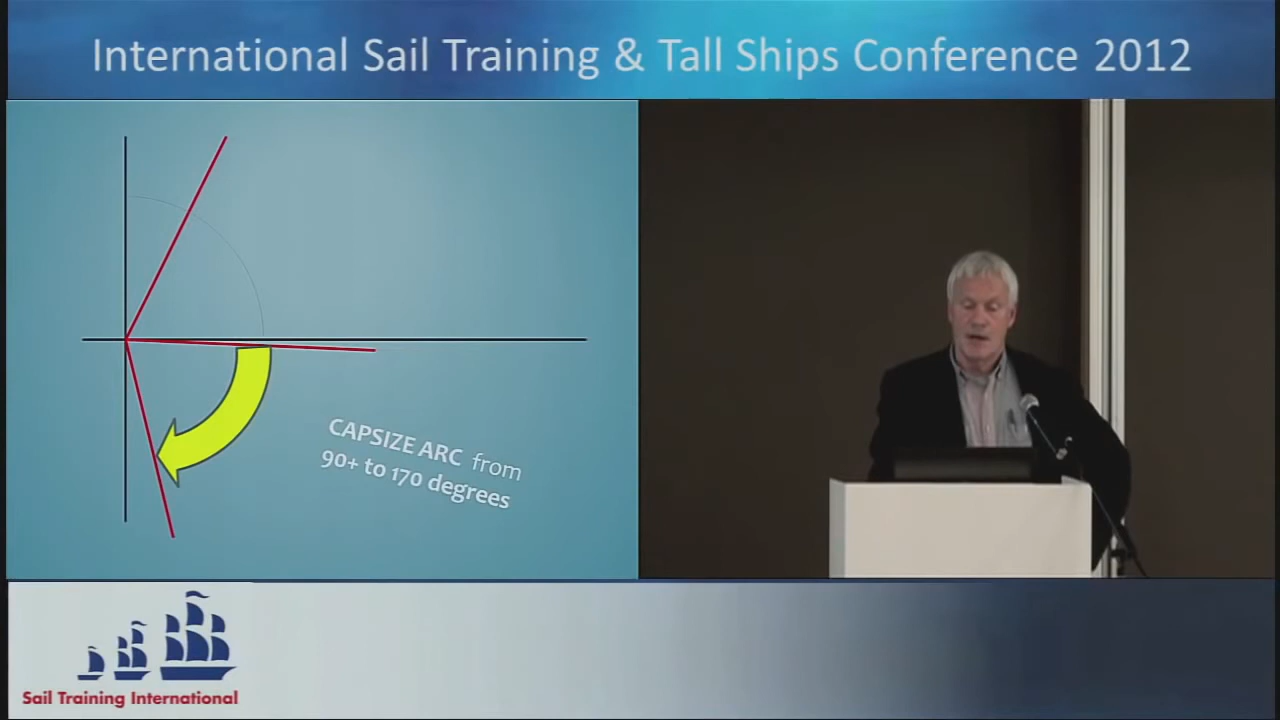 International Sail Training & Tall Ships Conference 2012
CAPSIZE ARC from
90+ to 170 degrees
Sail Training International